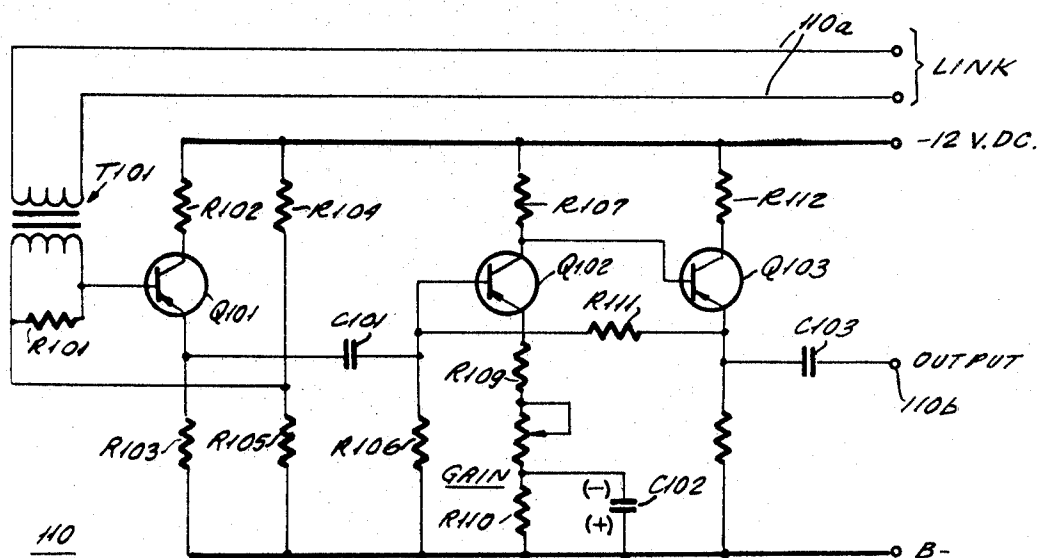 110a
LINK
-12 V. DC.
T101
R102
R104
R107
R112
Q101
Q102
Q103
R101
C101
R111
C103
R109
OUTPUT
110b
R103
R105
R106
GAIN
(-)
C102
R110
(+)
110
B-